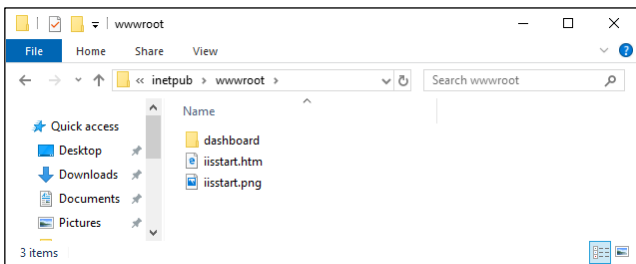 wwwroot
File Home Share View
« inetpub › wwwroot › Search wwwroot
Name
Quick access
Desktop
Downloads
Documents
Pictures
dashboard
iisstart.htm
iisstart.png
3 items